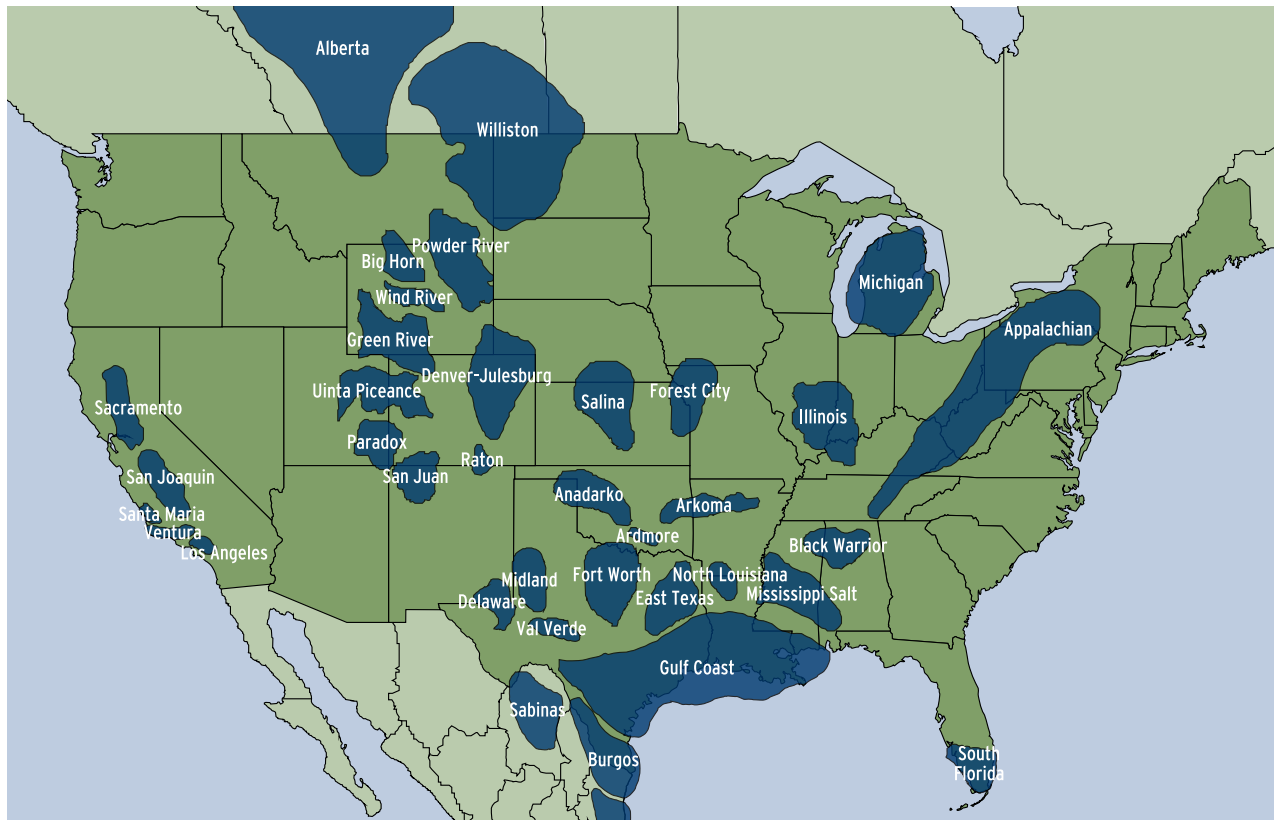 Alberta
Williston
Powder River
Big Horn
Wind River
Michigan
Green River
Appalachian
Denver-Julesburg
Uinta Piceance
Forest City
Salina
Sacramento
Illinois
Paradox
Raton
San Juan
San Joaquin
Anadarko
Arkoma
Santa Maria
Ventura
Ardmore
Los Angeles
Black Warrior
Midland
Fort Worth
North Louisiana
Delaware
East Texas
Mississippi Salt
Val Verde
Gulf Coast
Sabinas
Burgos
South
Florida